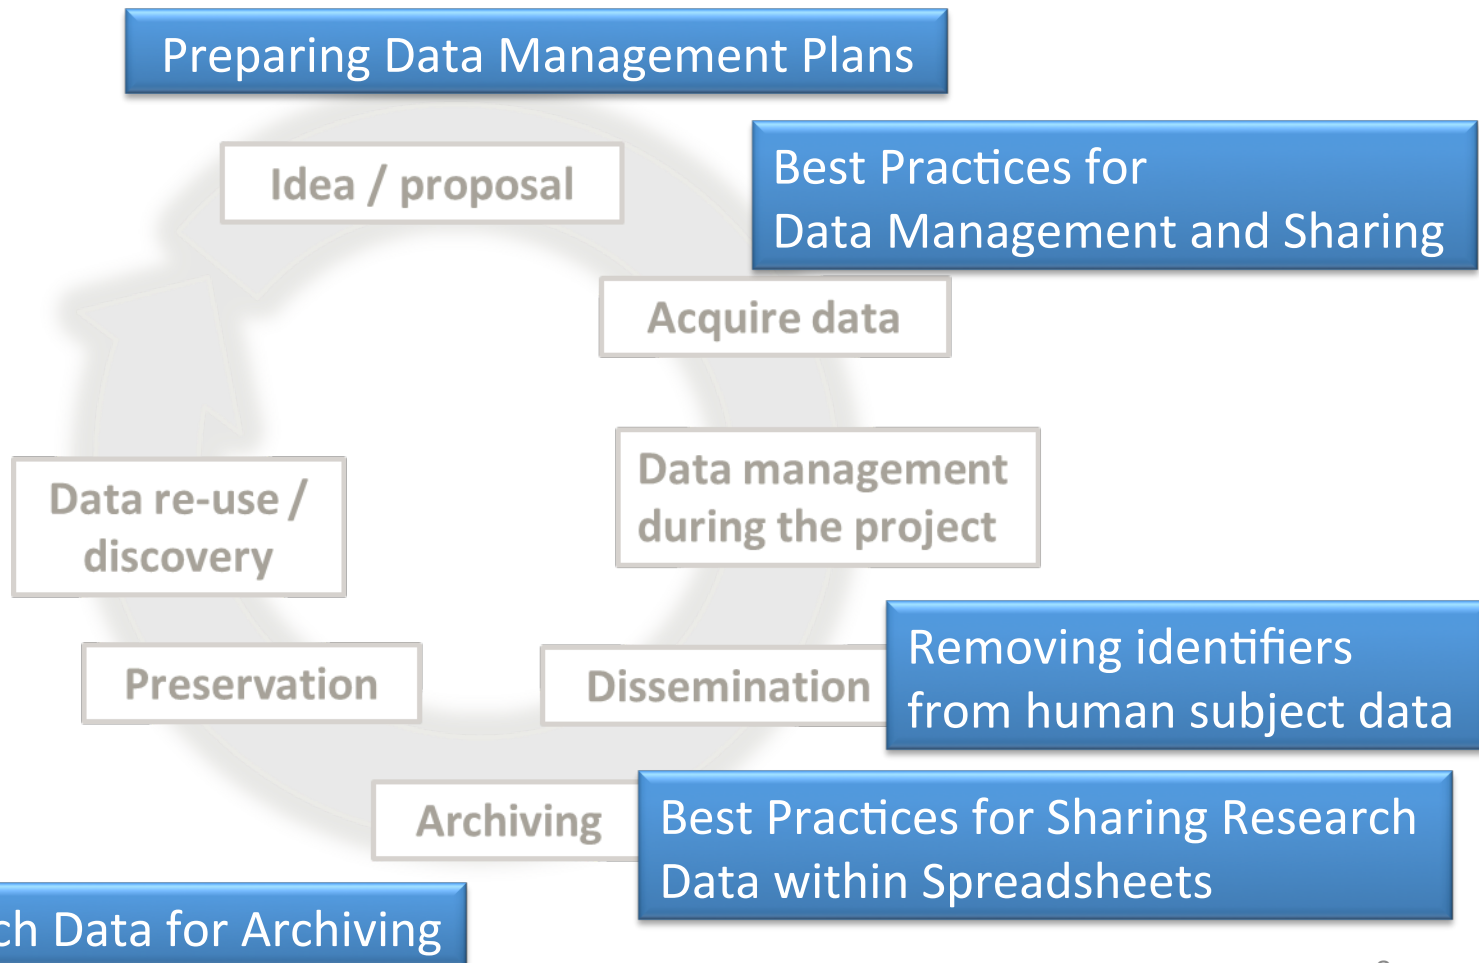 Preparing Data Management Plans
Idea / proposal
Best Practices for
Data Management and Sharing
Acquire data
Data management
during the project
Data re-use /
discovery
Removing identifiers
from human subject data
Preservation
Dissemination
Archiving
Best Practices for Sharing Research
Data within Spreadsheets
Data for Archiving